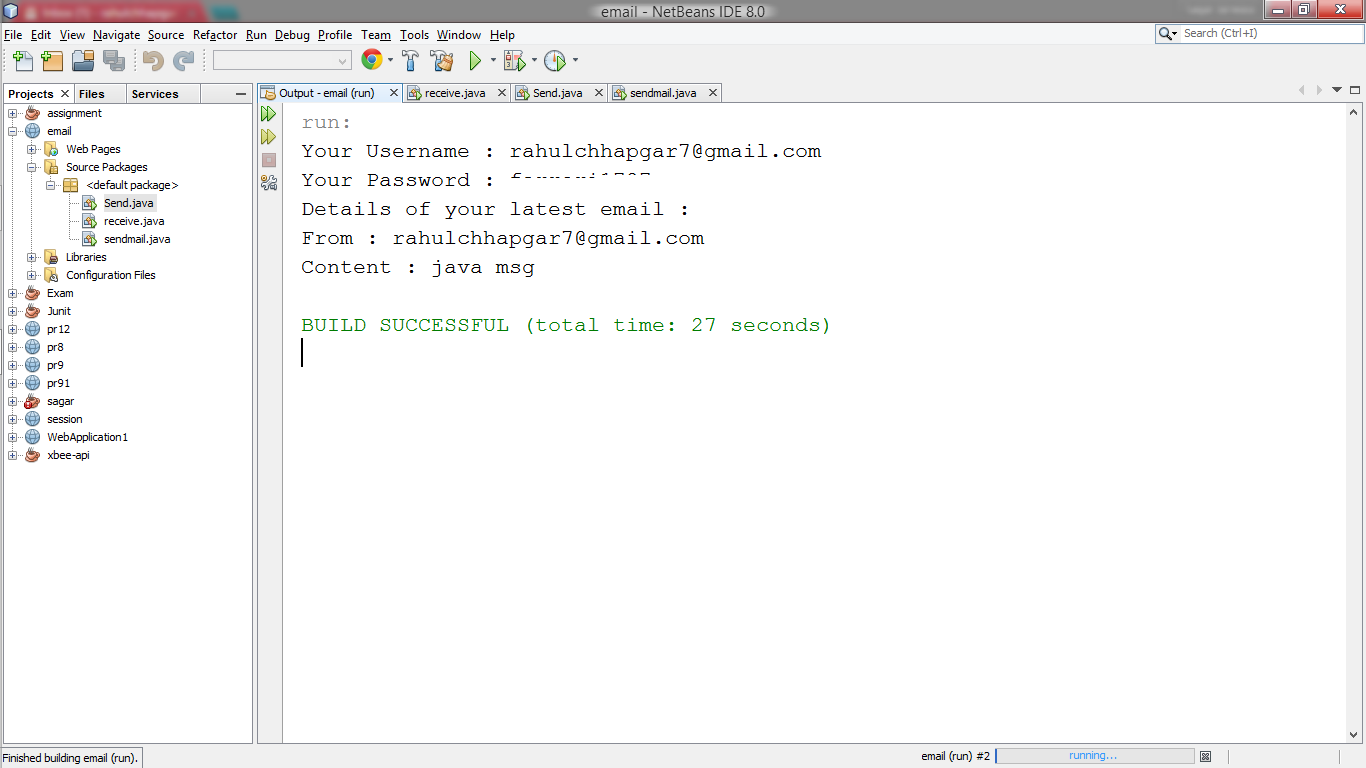 email - NetBeans IDE 8.0
File Edit View Navigate Source Refactor Run Debug Profile Team Tools Window Help
Search (Ctrl+I)
Projects Files Services
Output - email (run) receive.java Send.java sendmail.java
assignment
email
Web Pages
Source Packages
<default package>
Send.java
receive.java
sendmail.java
Libraries
Configuration Files
Exam
Junit
pr12
pr8
pr9
pr91
sagar
session
WebApplication1
xbee-api
run:
Your Username : rahulchhapgar7@gmail.com
Your Password :
Details of your latest email :
From : rahulchhapgar7@gmail.com
Content : java msg
BUILD SUCCESSFUL (total time: 27 seconds)
Finished building email (run).
email (run) #2 running...